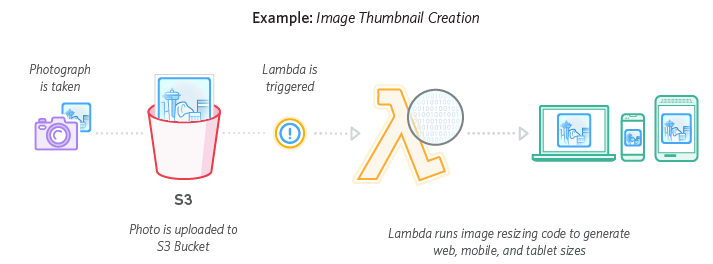 Example: Image Thumbnail Creation
Photograph
is taken
Lambda is
triggered
S3
Photo is uploaded to
S3 Bucket
Lambda runs image resizing code to generate
web, mobile, and tablet sizes